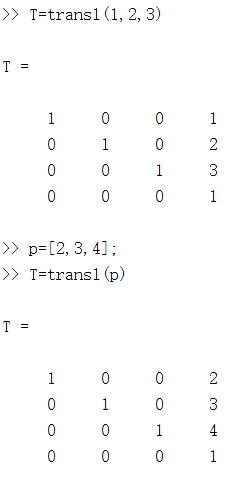 >> T=transl(1,2,3)
T =
1 0 0 1
0 1 0 2
0 0 1 3
0 0 0 1
>> p=[2,3,4];
>> T=transl(p)
T =
1 0 0 2
0 1 0 3
0 0 1 4
0 0 0 1